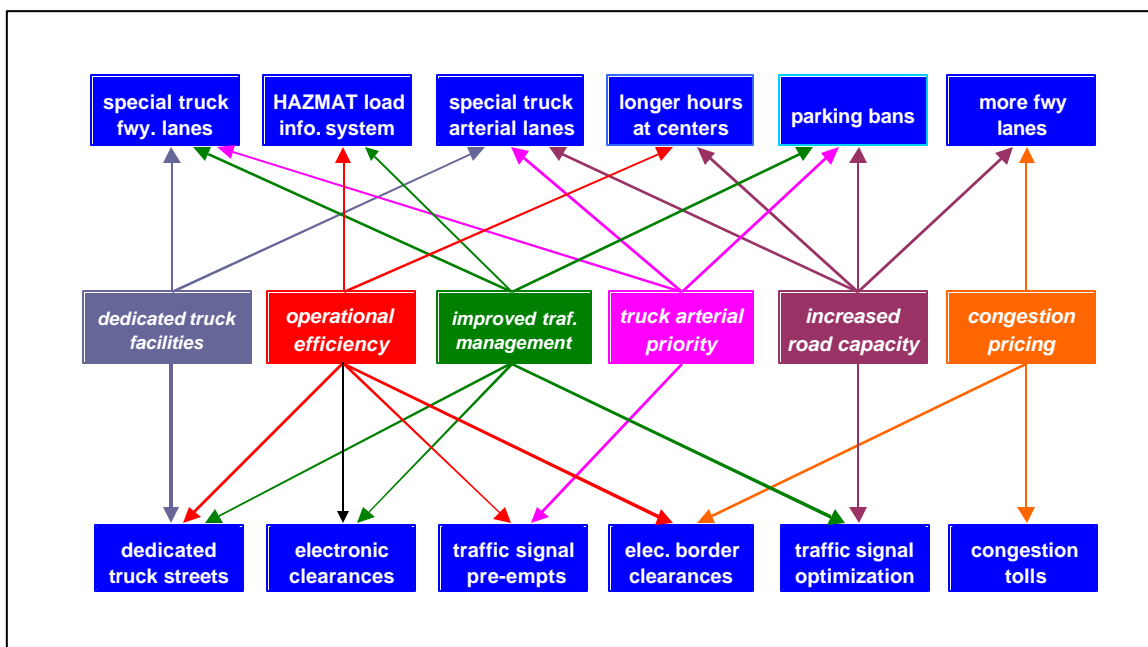 special truck
fwy. lanes
HAZMAT load
info. system
special truck
arterial lanes
longer hours
at centers
parking bans
more fwy
lanes
dedicated truck
facilities
operational
efficiency
improved traf.
management
truck arterial
priority
increased
road capacity
congestion
pricing
dedicated
truck streets
electronic
clearances
traffic signal
pre-empts
elec. border
clearances
traffic signal
optimization
congestion
tolls